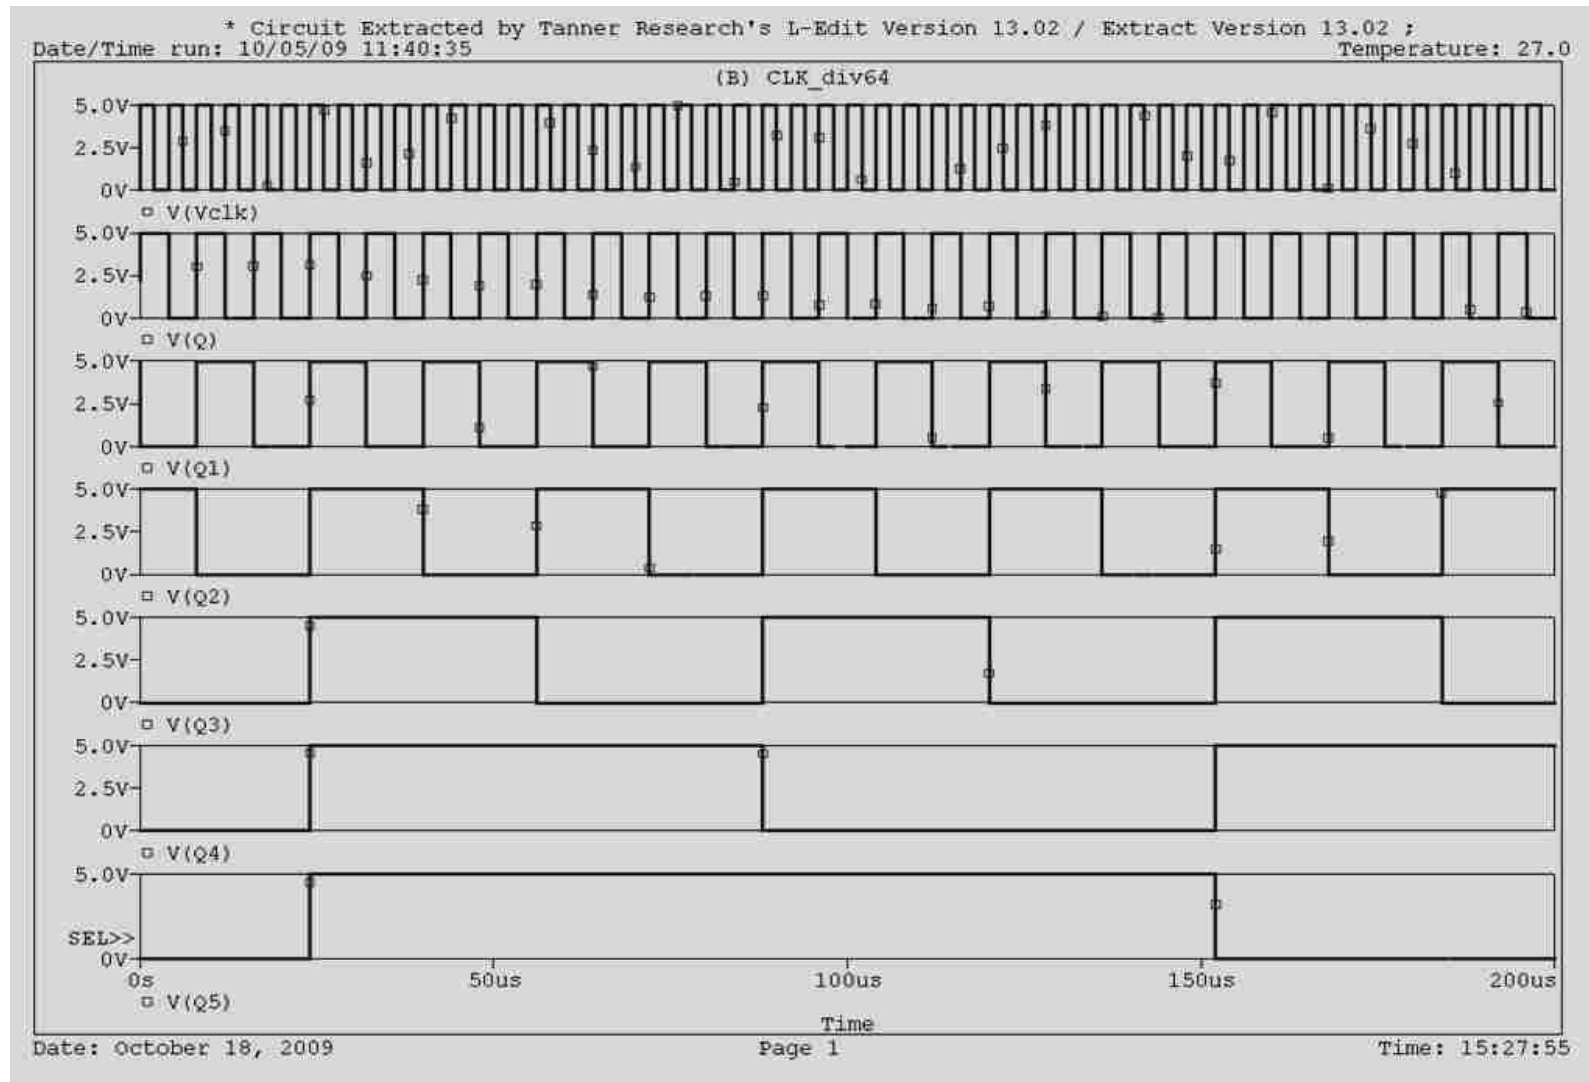 * Circuit Extracted by Tanner Research's L-Edit Version 13.02 / Extract Version 13.02 ;
Date/Time run: 10/05/09 11:40:35 Temperature: 27.0
(B) CLK_div64
5.0V
2.5V
0V
V(Vclk)
5.0V
2.5V
0V
V(Q)
5.0V
2.5V
0V
V(Q1)
5.0V
2.5V
0V
V(Q2)
5.0V
2.5V
0V
V(Q3)
5.0V
2.5V
0V
V(Q4)
5.0V
SEL>>
0V
0s 50us 100us 150us 200us
V(Q5)
Time
Date: October 18, 2009 Page 1 Time: 15:27:55